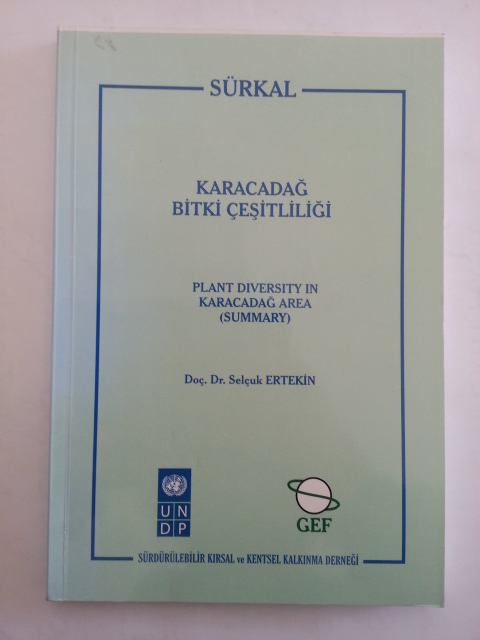 SÜRKAL
KARACADAĞ
BİTKİ ÇEŞİTLİLİĞİ
PLANT DIVERSITY IN
KARACADAĞ AREA
(SUMMARY)
Doç. Dr. Selçuk ERTEKİN
U N
D P
GEF
SÜRDÜRÜLEBİLİR KIRSAL ve KENTSEL KALKINMA DERNEĞİ